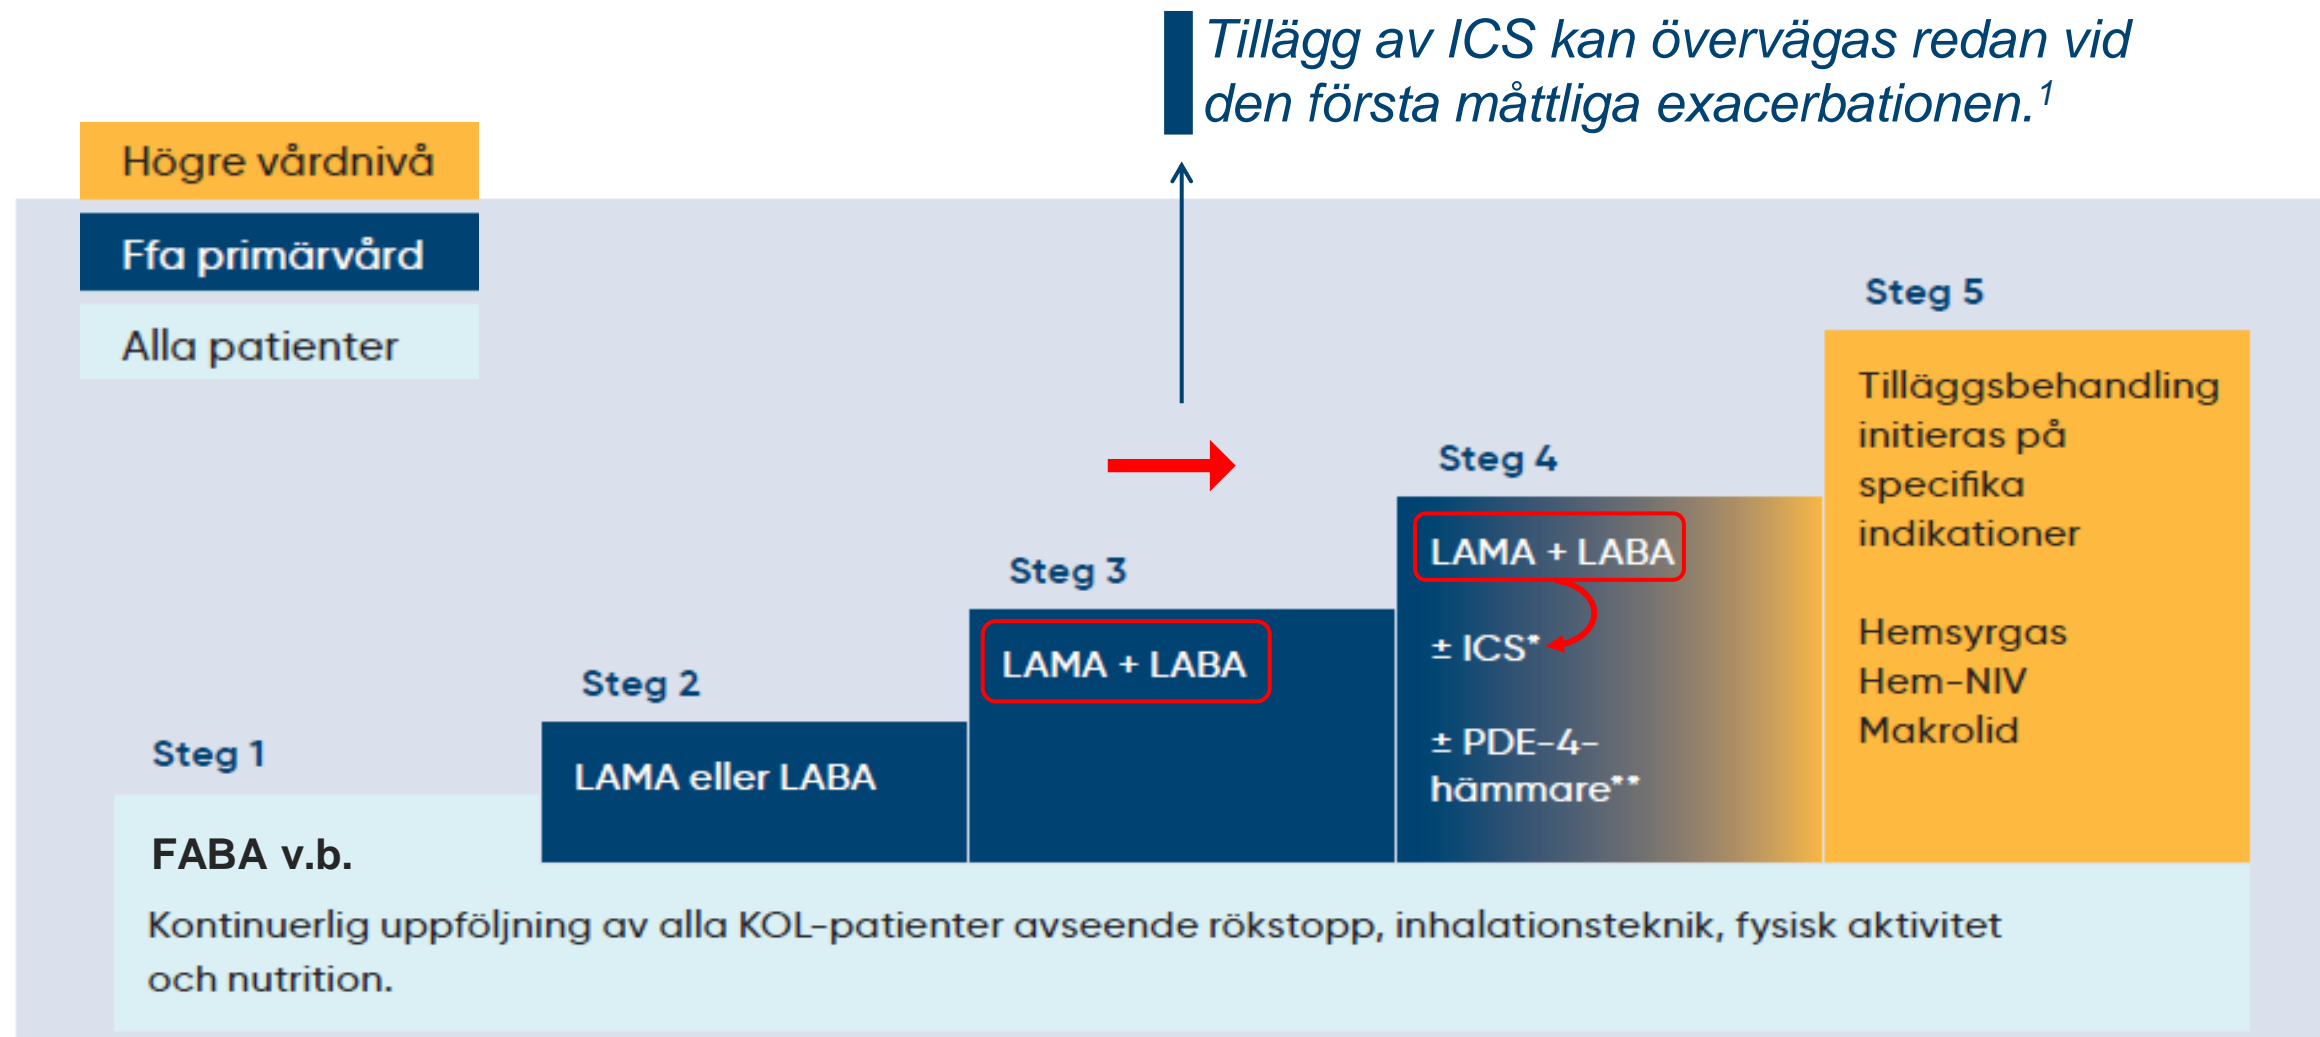 Tillägg av ICS kan övervägas redan vid
den första måttliga exacerbationen.¹
Högre vårdnivå
Ffa primärvård
Alla patienter
Steg 1
FABA v.b.
Steg 2
LAMA eller LABA
Steg 3
LAMA + LABA
Steg 4
LAMA + LABA
± ICS*
± PDE-4-
hämmare**
Steg 5
Tilläggsbehandling
initieras på
specifika
indikationer
Hemsyrgas
Hem-NIV
Makrolid
Kontinuerlig uppföljning av alla KOL-patienter avseende rökstopp, inhalationsteknik, fysisk aktivitet
och nutrition.